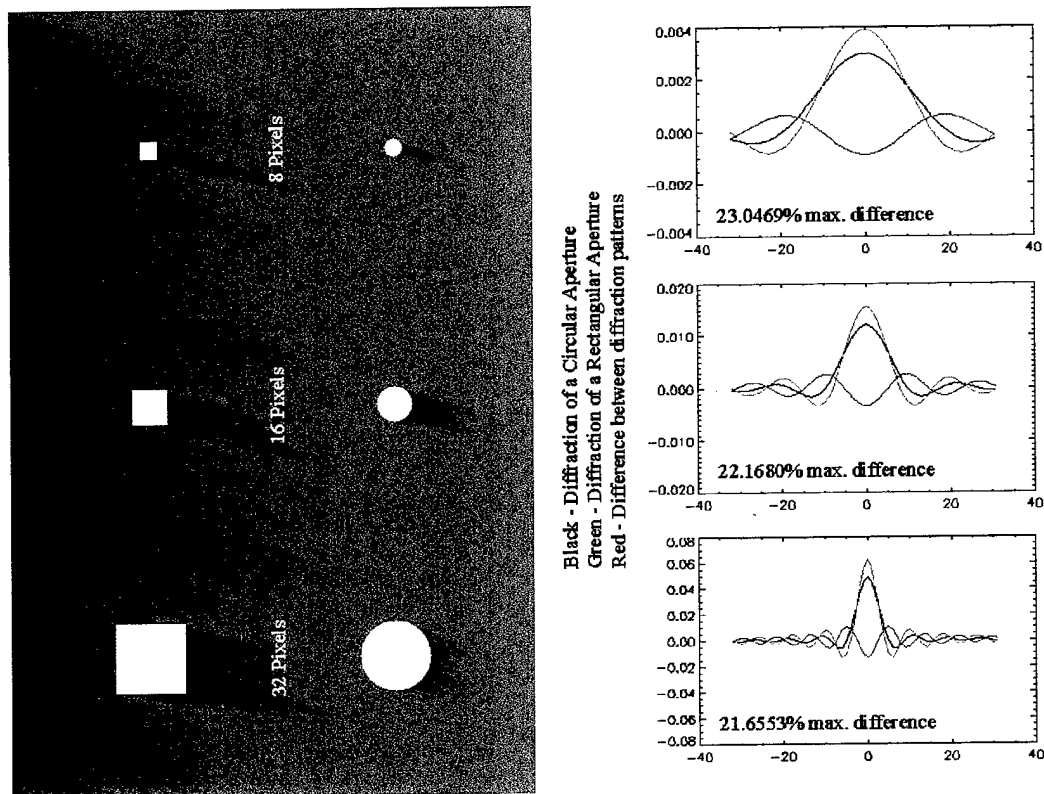 8 Pixels
16 Pixels
32 Pixels
Black - Diffraction of a Circular Aperture
Green - Diffraction of a Rectangular Aperture
Red - Difference between diffraction patterns
0.004
0.002
0.000
-0.002
-0.004
23.0469% max. difference
-40 -20 0 20 40
0.020
0.010
0.000
-0.010
-0.020
22.1680% max. difference
-40 -20 0 20 40
0.08
0.06
0.04
0.02
0.00
-0.02
-0.04
-0.06
-0.08
21.6553% max. difference
-40 -20 0 20 40